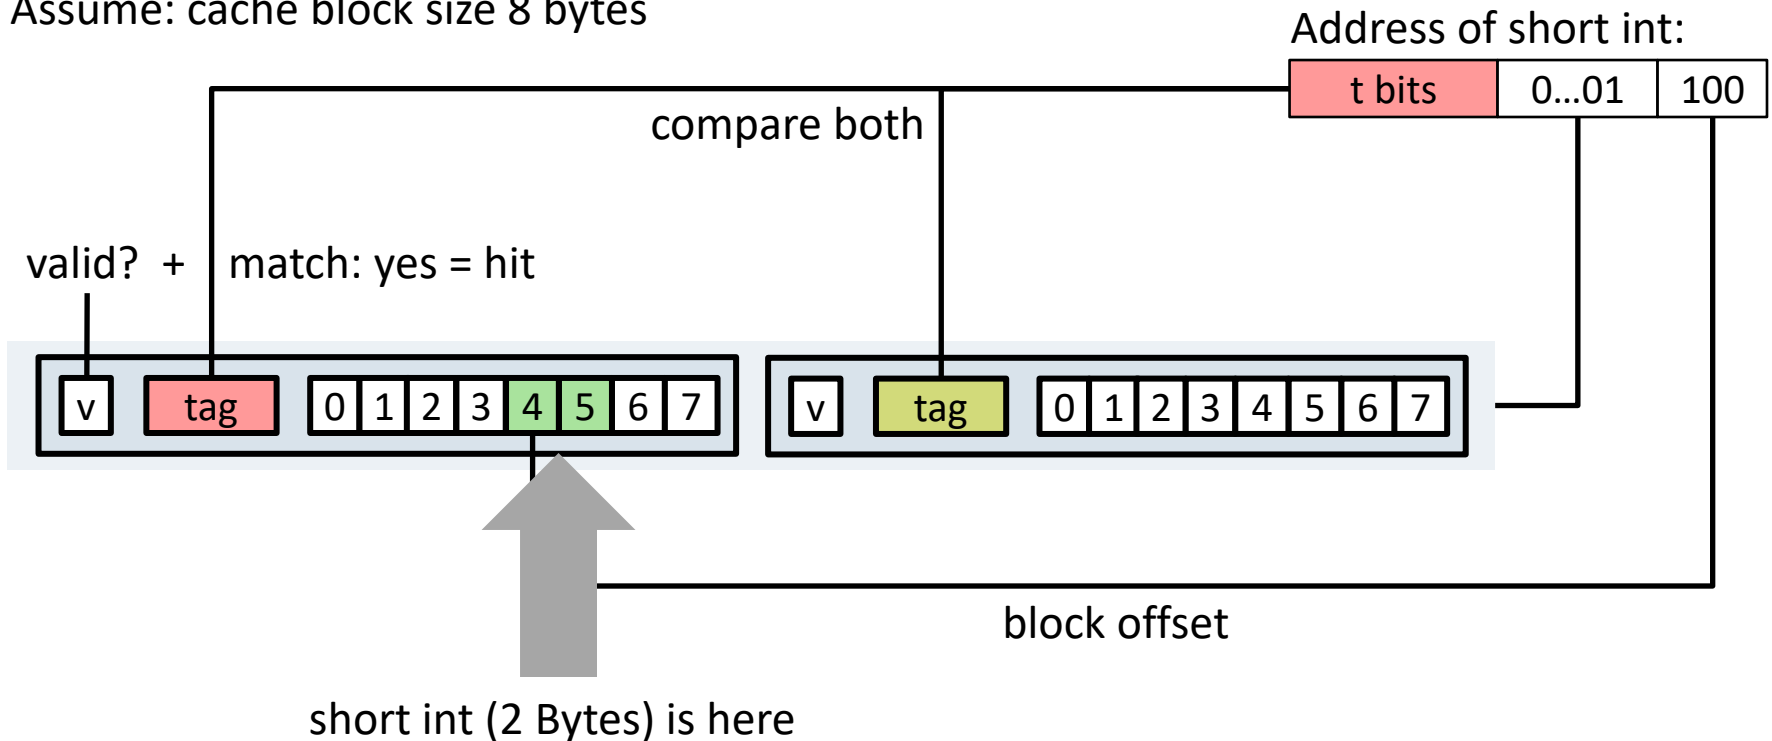 Assume: cache block size 8 bytes
Address of short int:
t bits 0...01 100
compare both
valid? + match: yes = hit
v tag 0 1 2 3 4 5 6 7 v tag 0 1 2 3 4 5 6 7
block offset
short int (2 Bytes) is here